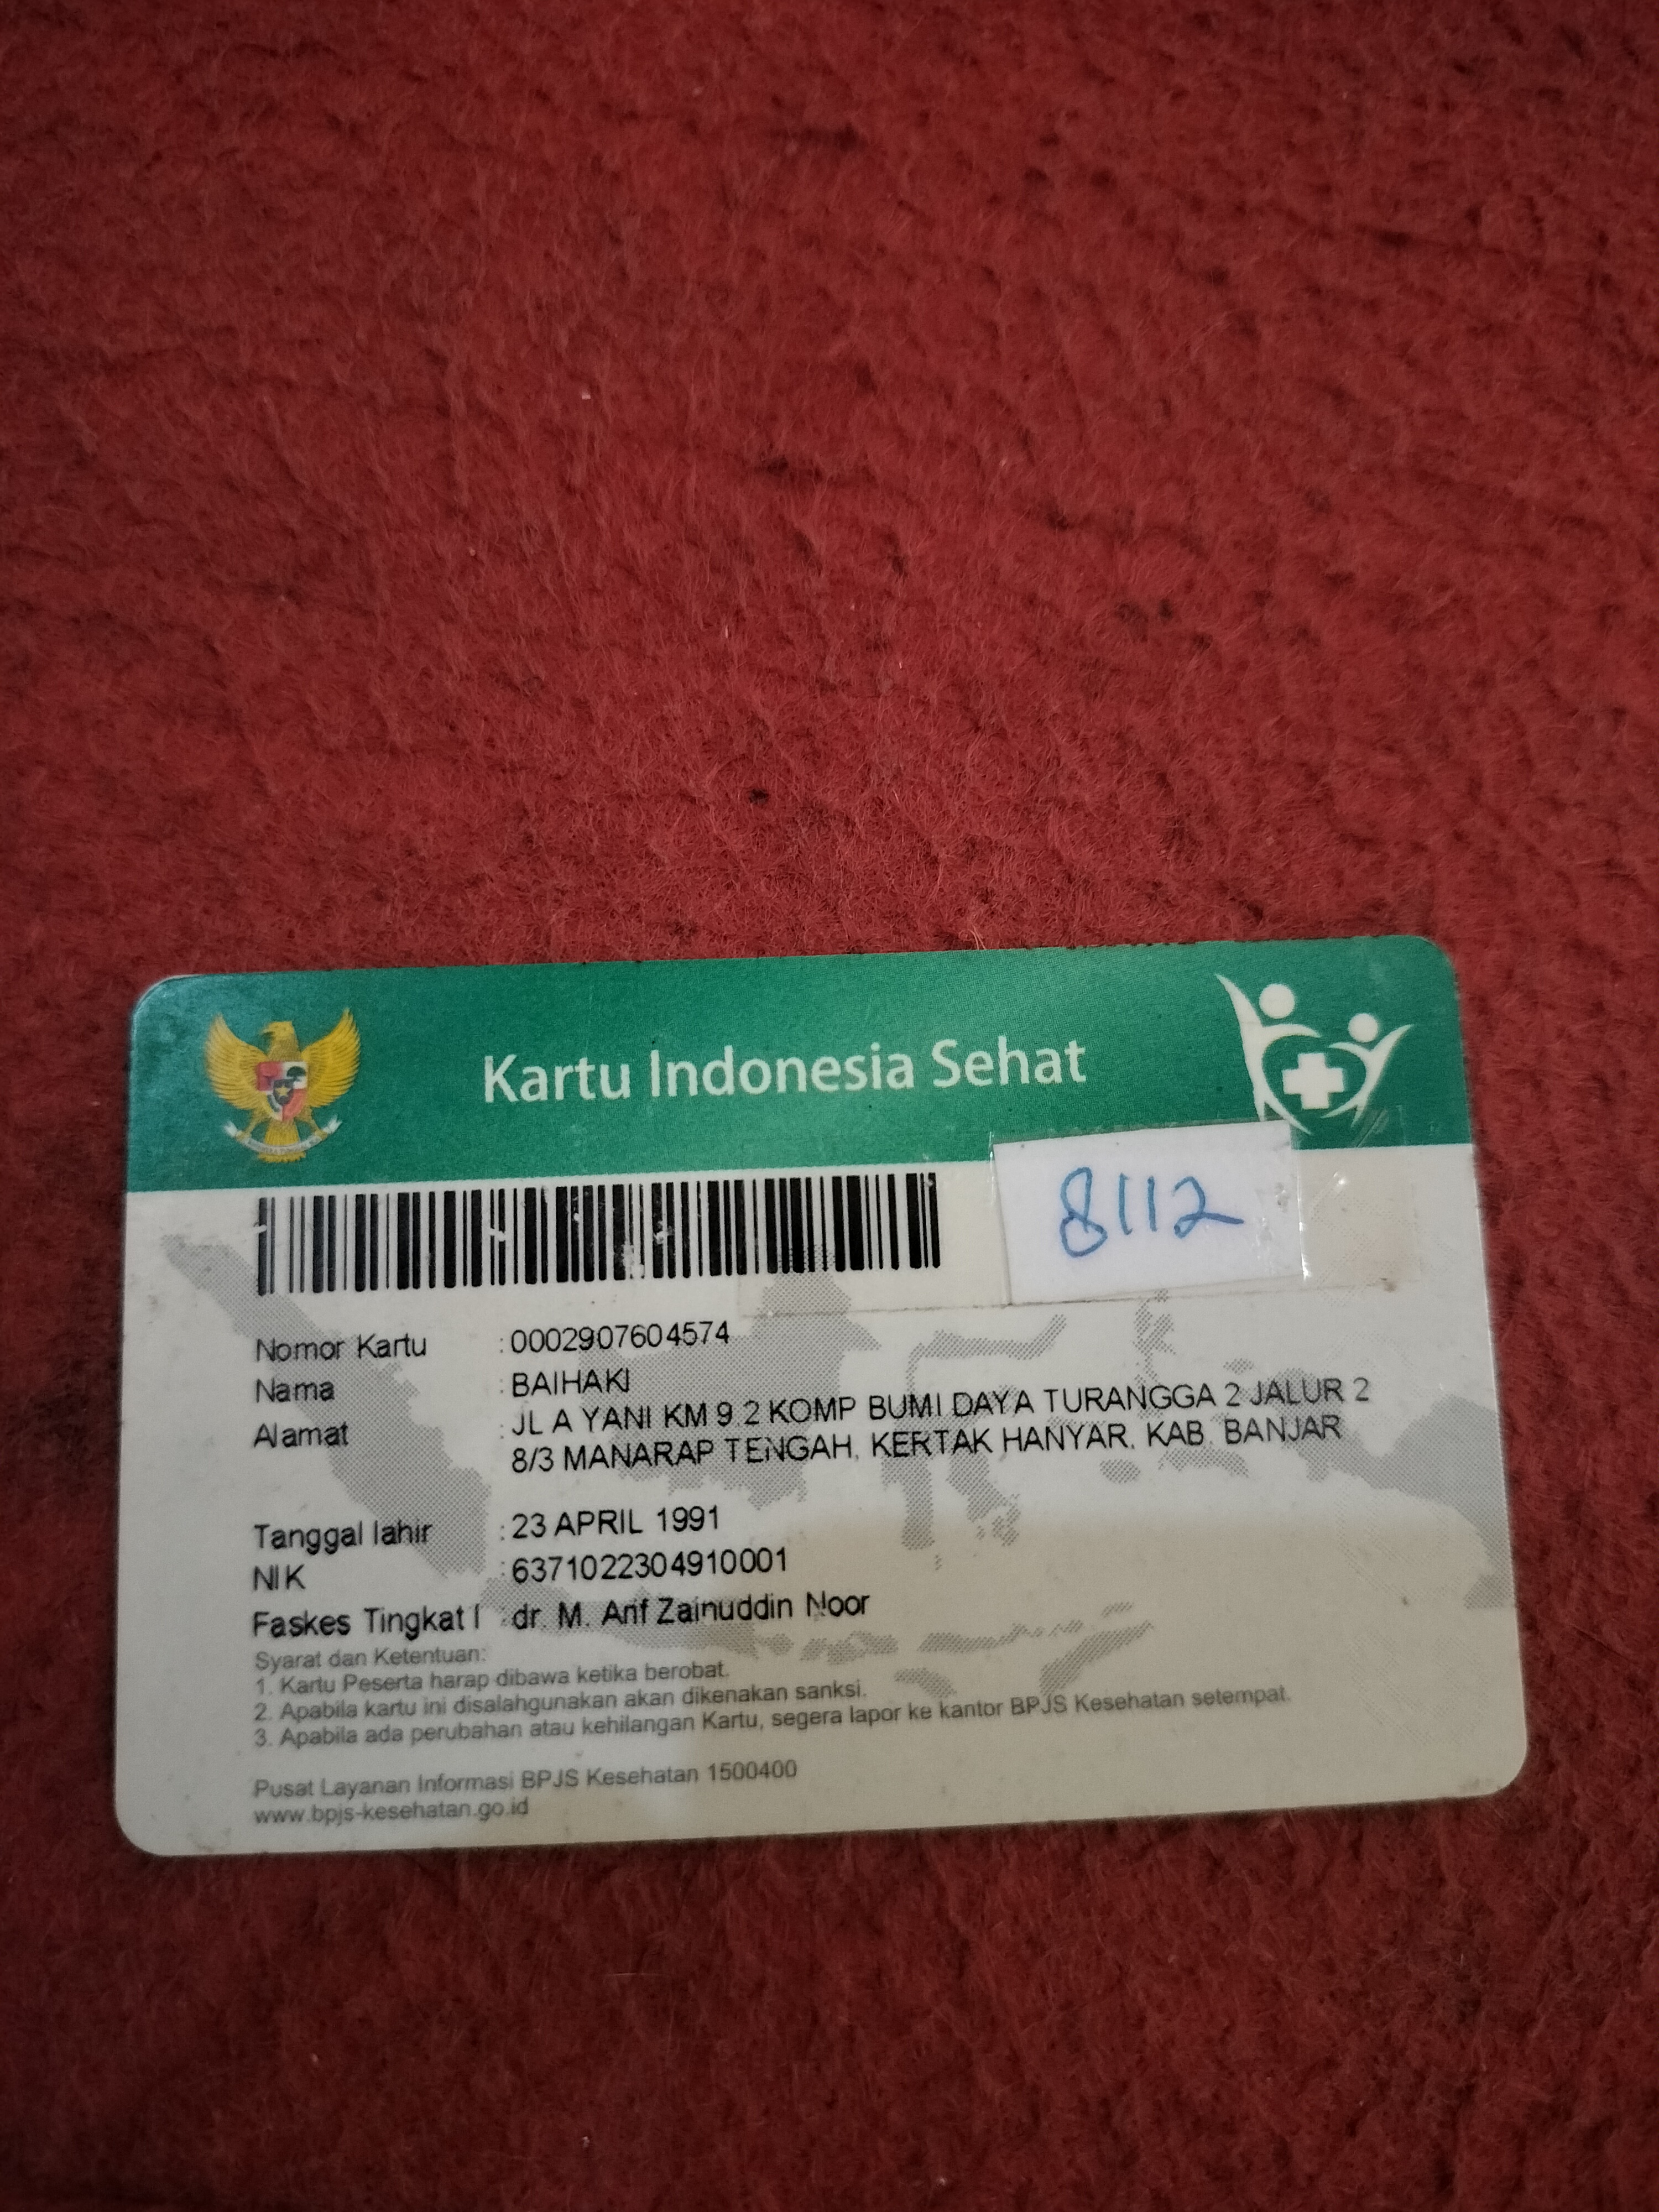 Kartu Indonesia Sehat
8112
Nomor Kartu : 0002907604574
Nama : BAIHAKI
Alamat : JL A YANI KM 9 2 KOMP BUMI DAYA TURANGGA 2 JALUR 2
8/3 MANARAP TENGAH, KERTAK HANYAR, KAB. BANJAR
Tanggal lahir : 23 APRIL 1991
NIK : 6371022304910001
Faskes Tingkat I : dr. M. Arif Zainuddin Noor
Syarat dan Ketentuan:
1. Kartu Peserta harap dibawa ketika berobat.
2. Apabila kartu ini disalahgunakan akan dikenakan sanksi.
3. Apabila ada perubahan atau kehilangan Kartu, segera lapor ke kantor BPJS Kesehatan setempat.
Pusat Layanan Informasi BPJS Kesehatan 1500400
www.bpjs-kesehatan.go.id